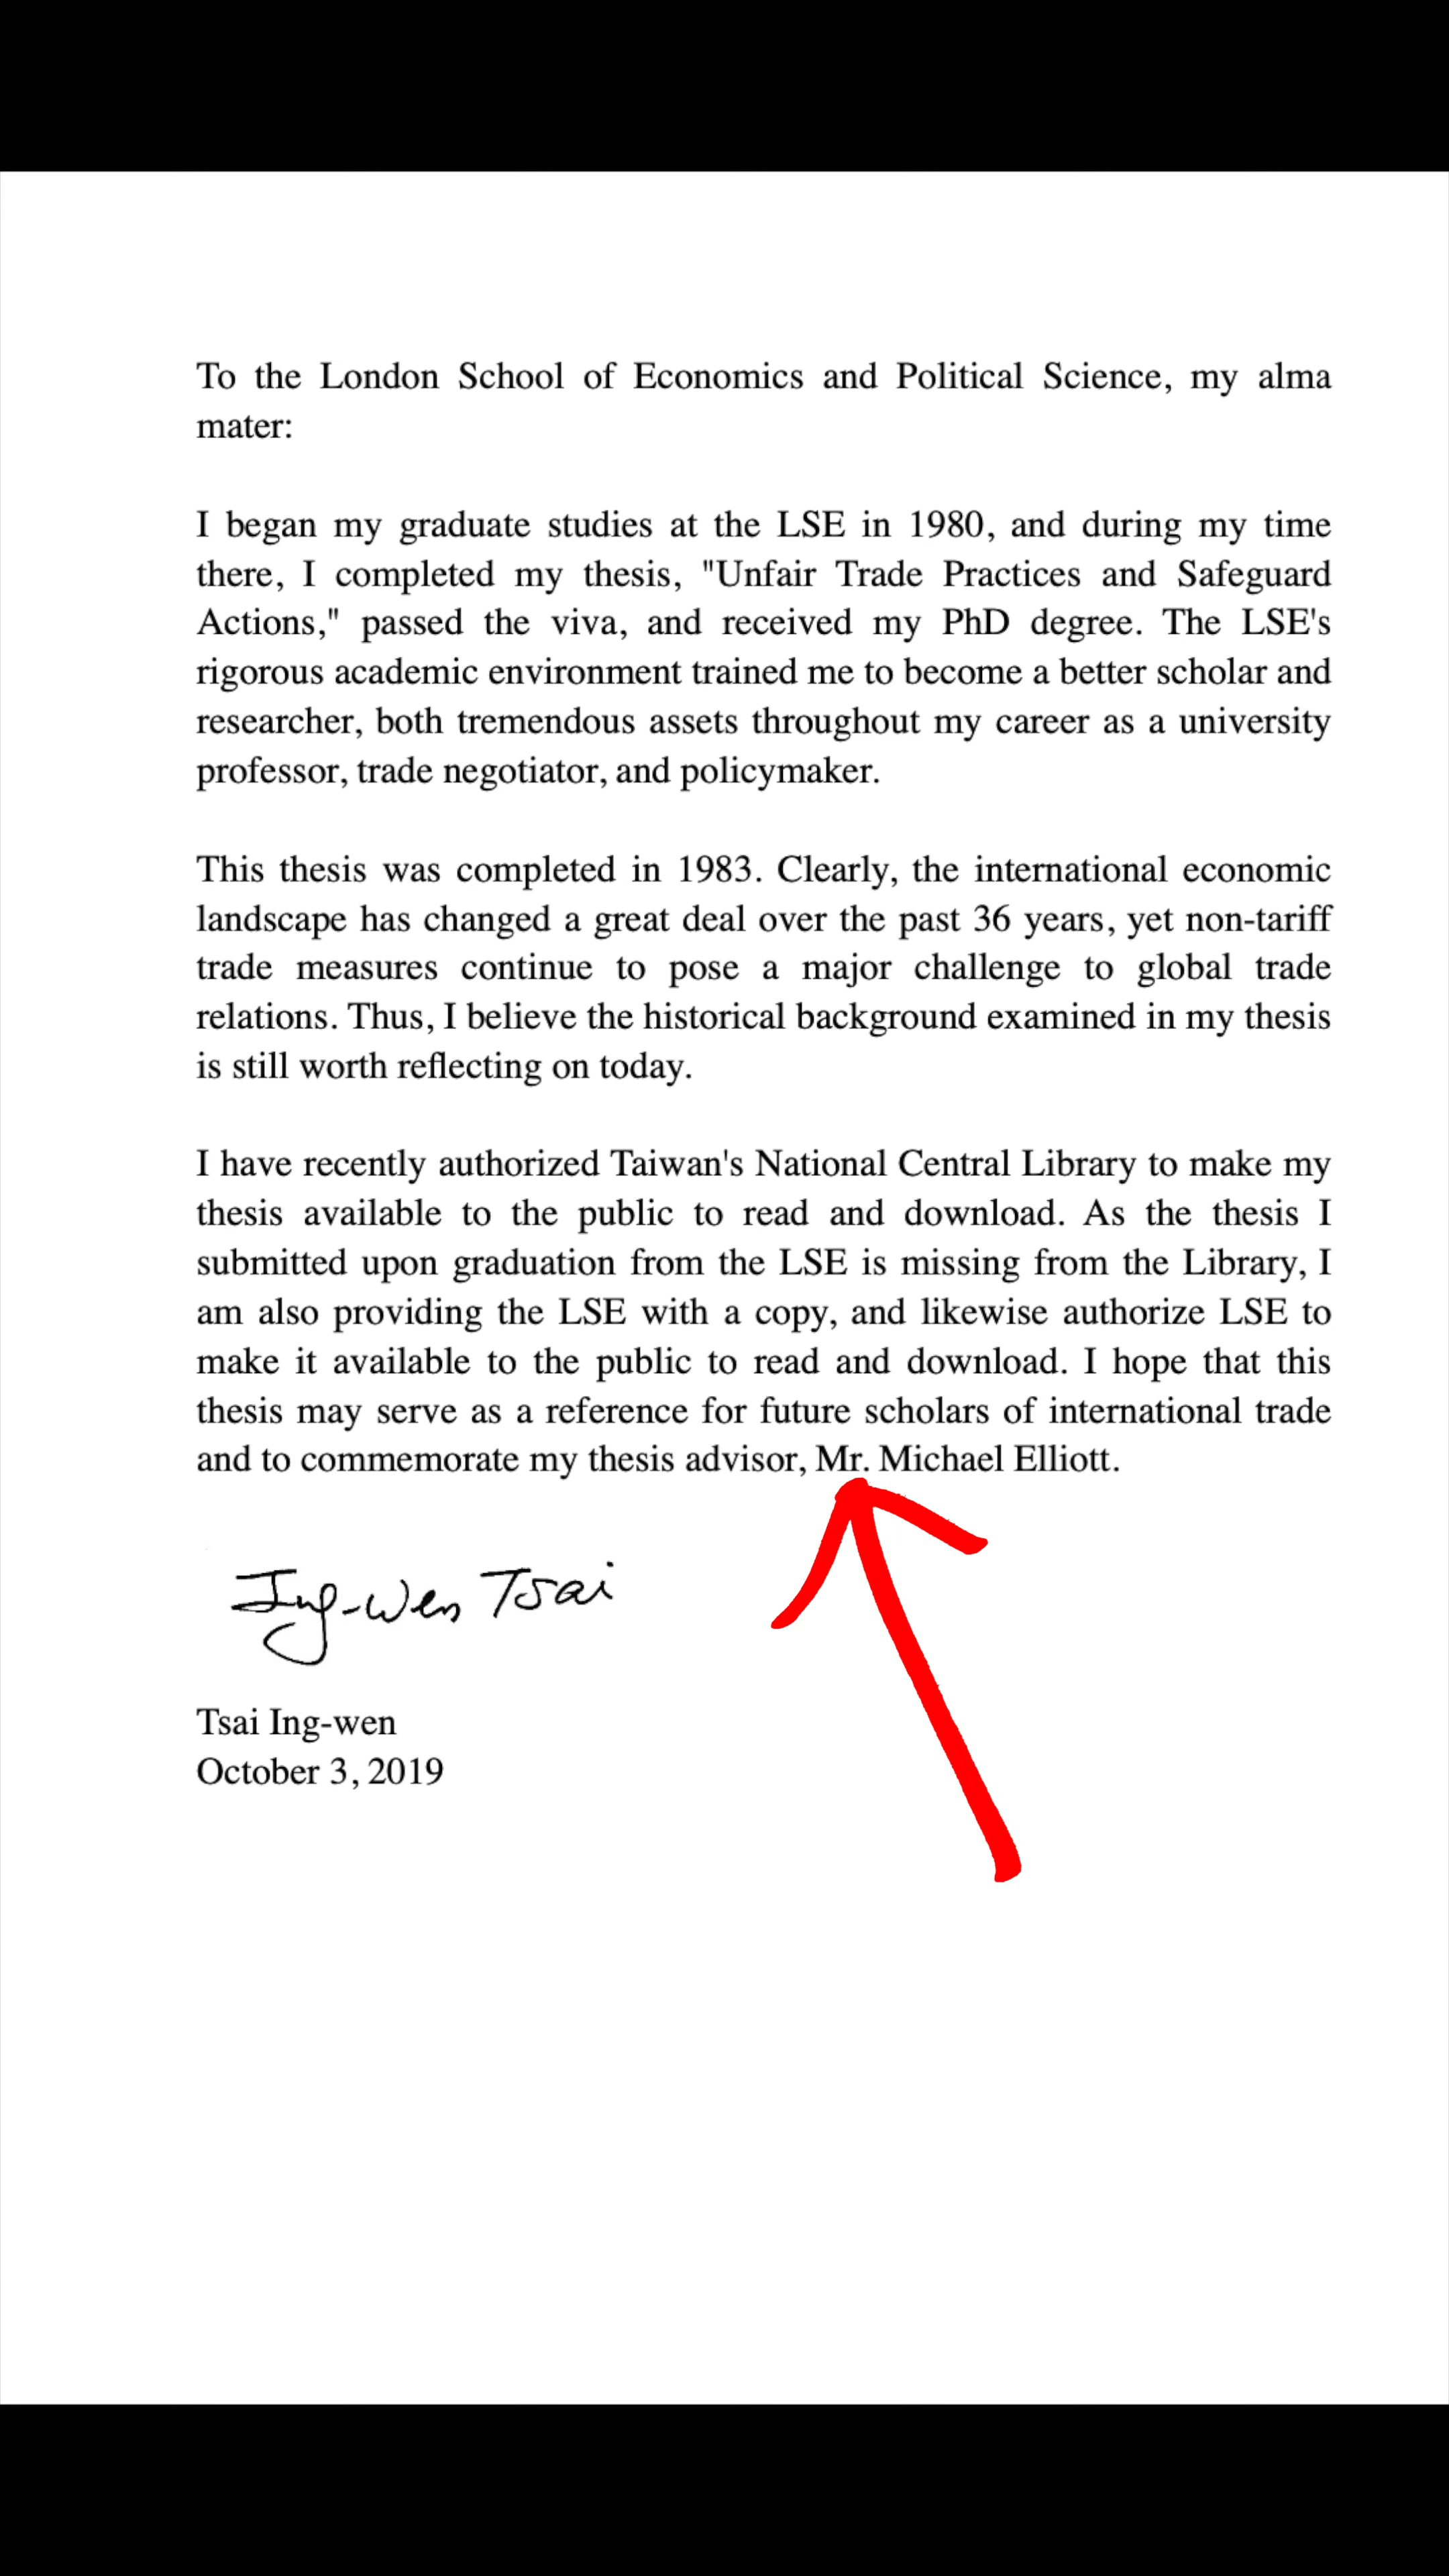 To the London School of Economics and Political Science, my alma
mater:
I began my graduate studies at the LSE in 1980, and during my time
there, I completed my thesis, "Unfair Trade Practices and Safeguard
Actions," passed the viva, and received my PhD degree. The LSE's
rigorous academic environment trained me to become a better scholar and
researcher, both tremendous assets throughout my career as a university
professor, trade negotiator, and policymaker.
This thesis was completed in 1983. Clearly, the international economic
landscape has changed a great deal over the past 36 years, yet non-tariff
trade measures continue to pose a major challenge to global trade
relations. Thus, I believe the historical background examined in my thesis
is still worth reflecting on today.
I have recently authorized Taiwan's National Central Library to make my
thesis available to the public to read and download. As the thesis I
submitted upon graduation from the LSE is missing from the Library, I
am also providing the LSE with a copy, and likewise authorize LSE to
make it available to the public to read and download. I hope that this
thesis may serve as a reference for future scholars of international trade
and to commemorate my thesis advisor, Mr. Michael Elliott.
Ing-Wen Tsai
Tsai Ing-wen
October 3, 2019